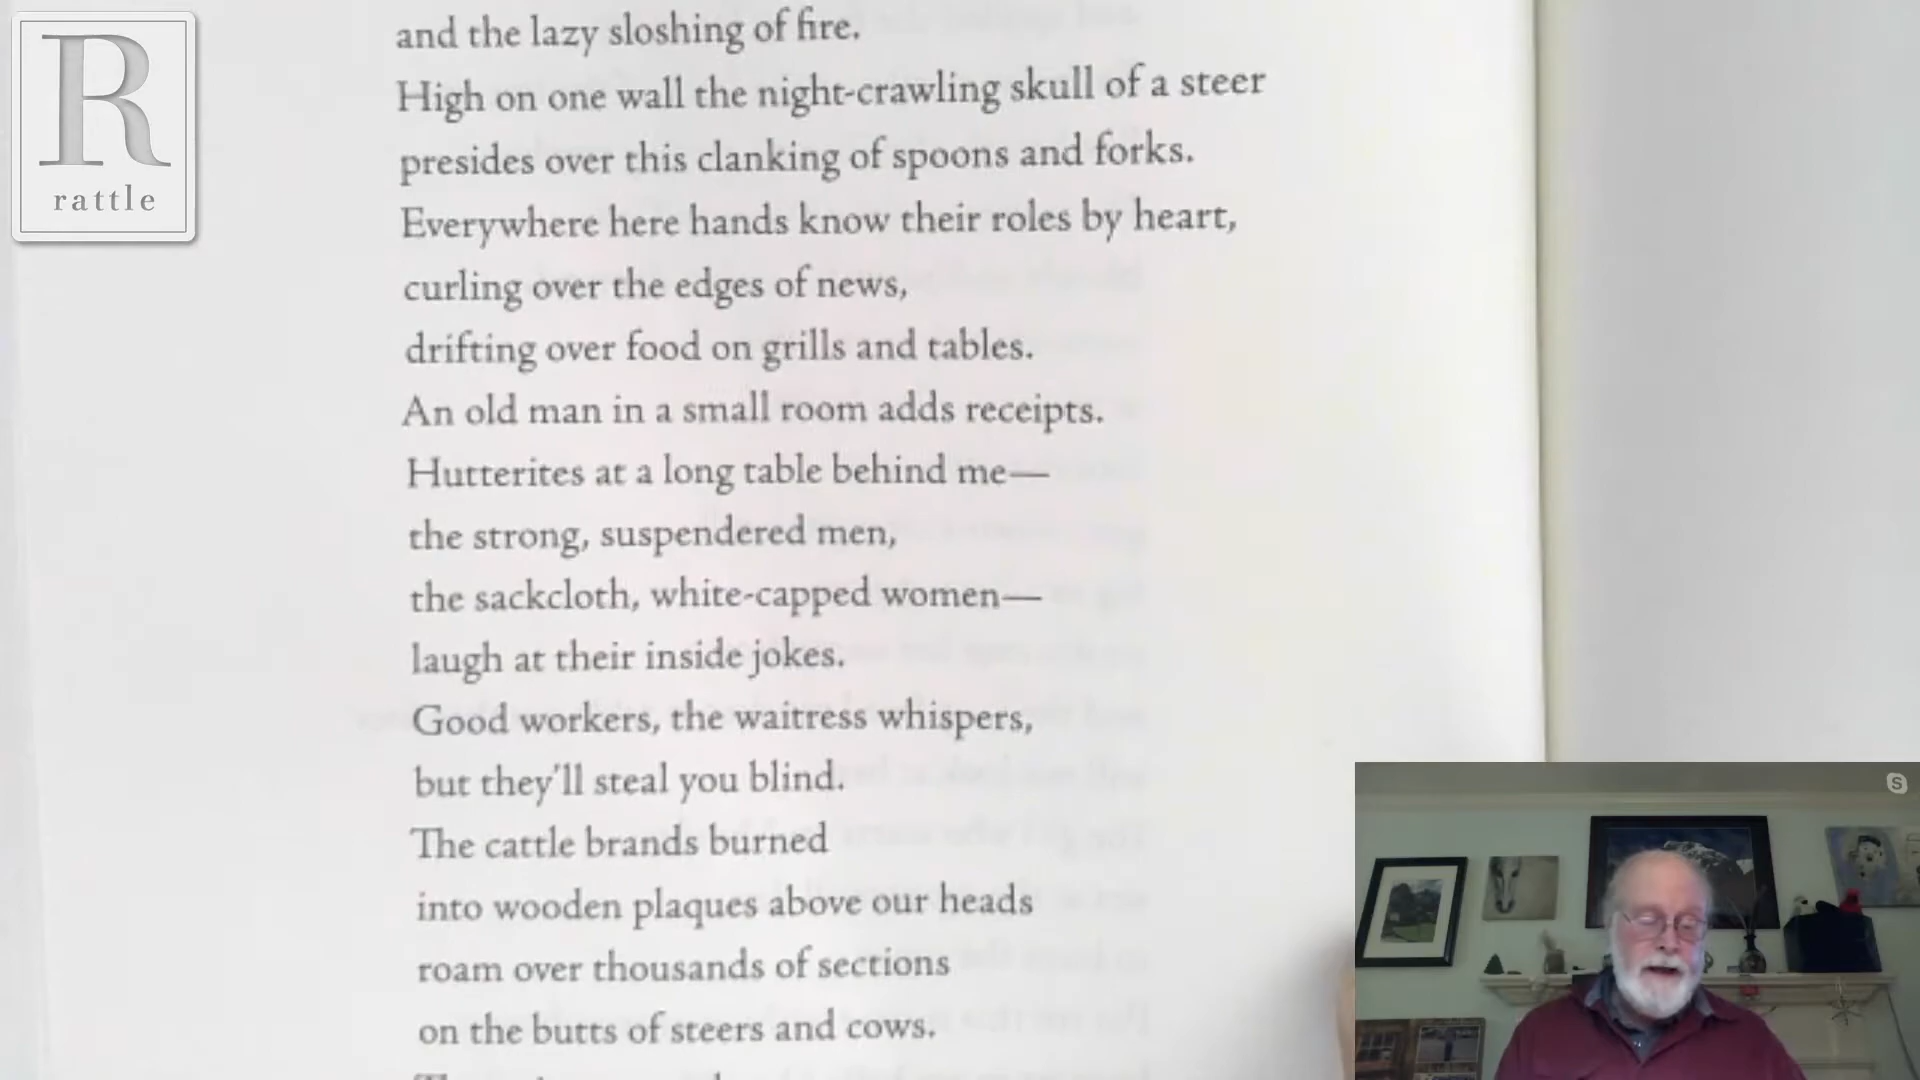 R
rattle
and the lazy sloshing of fire.
High on one wall the night-crawling skull of a steer
presides over this clanking of spoons and forks.
Everywhere here hands know their roles by heart,
curling over the edges of news,
drifting over food on grills and tables.
An old man in a small room adds receipts.
Hutterites at a long table behind me—
the strong, suspendered men,
the sackcloth, white-capped women—
laugh at their inside jokes.
Good workers, the waitress whispers,
but they'll steal you blind.
The cattle brands burned
into wooden plaques above our heads
roam over thousands of sections
on the butts of steers and cows.
S